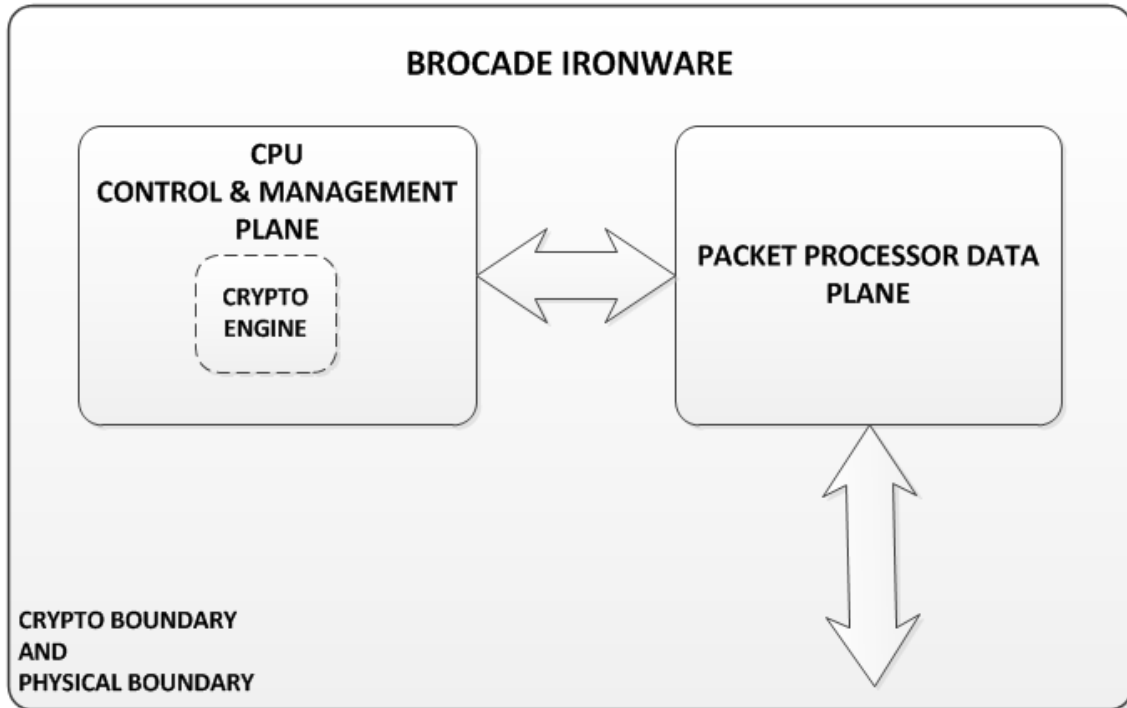 BROCADE IRONWARE
CPU
CONTROL & MANAGEMENT
PLANE
CRYPTO
ENGINE
PACKET PROCESSOR DATA
PLANE
CRYPTO BOUNDARY
AND
PHYSICAL BOUNDARY